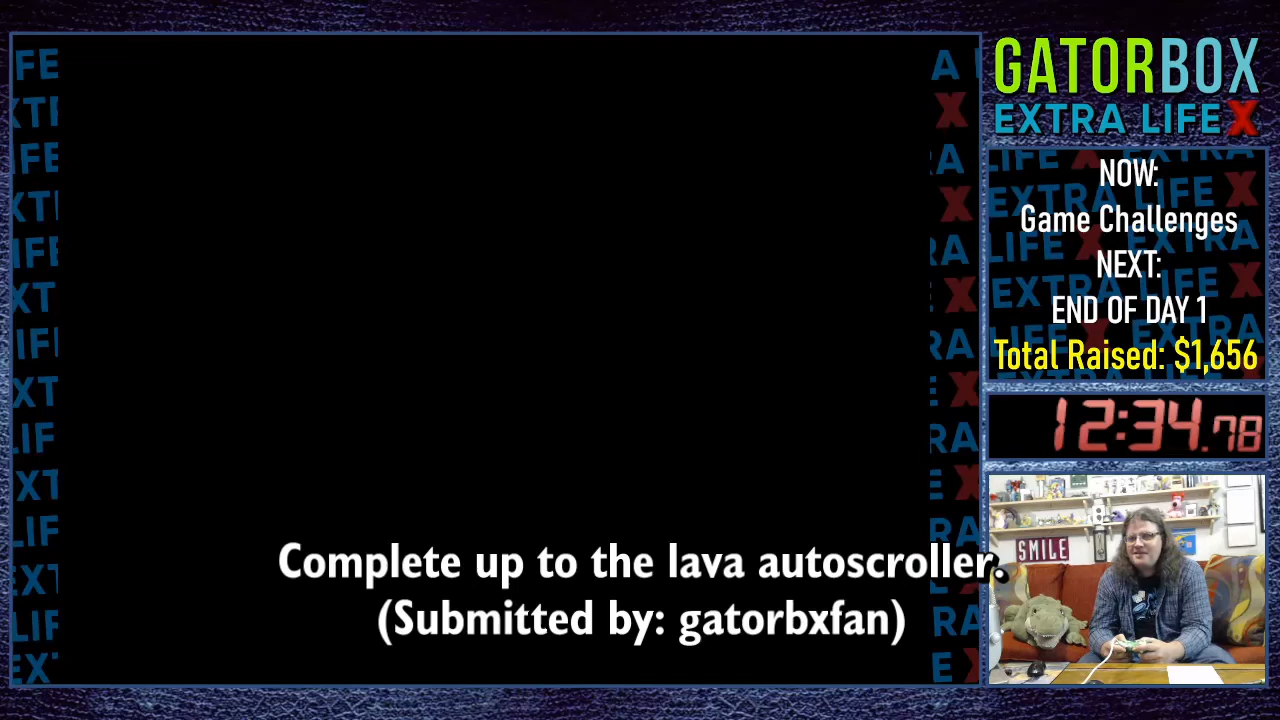 GATORBOX
EXTRA LIFE X
NOW:
Game Challenges
NEXT:
END OF DAY 1
Total Raised: $1,656
12:34.78
SMILE
Complete up to the lava autoscroller.
(Submitted by: gatorbxfan)